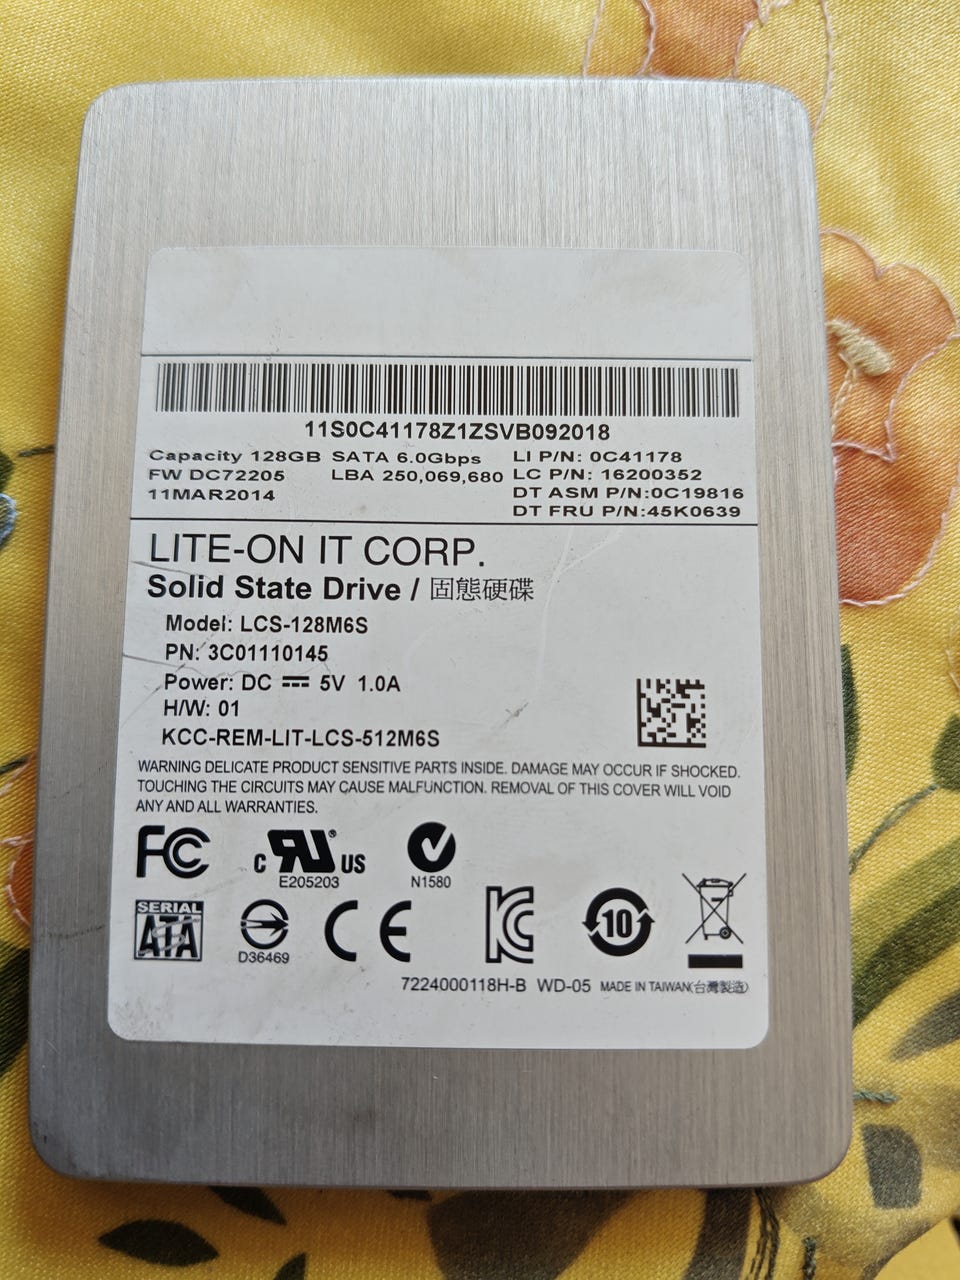 11S0C41178Z1ZSVB092018
Capacity 128GB SATA 6.0Gbps LI P/N: 0C41178
FW DC72205 LBA 250,069,680 LC P/N: 16200352
11MAR2014 DT ASM P/N:0C19816
DT FRU P/N:45K0639
LITE-ON IT CORP.
Solid State Drive / 固態硬碟
Model: LCS-128M6S
PN: 3C01110145
Power: DC 5V 1.0A
H/W: 01
KCC-REM-LIT-LCS-512M6S
WARNING DELICATE PRODUCT SENSITIVE PARTS INSIDE. DAMAGE MAY OCCUR IF SHOCKED.
TOUCHING THE CIRCUITS MAY CAUSE MALFUNCTION. REMOVAL OF THIS COVER WILL VOID
ANY AND ALL WARRANTIES.
FC C RU ® US
E205203 N1580
SERIAL
ATA CE KC 10
D36469
7224000118H-B WD-05 MADE IN TAIWAN(台灣製造)